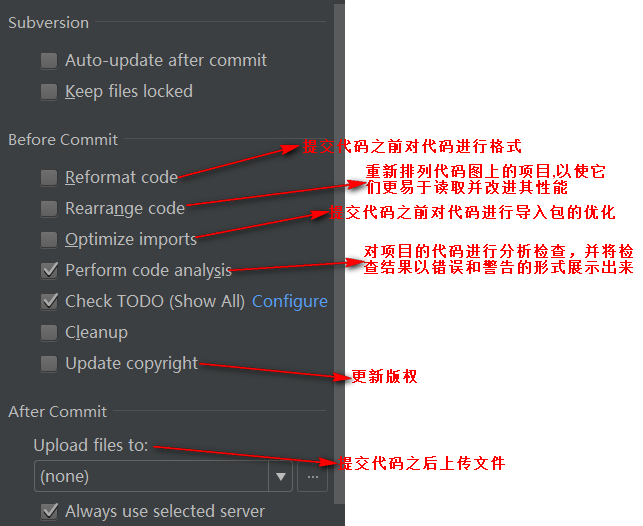 Subversion
Auto-update after commit
Keep files locked
Before Commit
提交代码之前对代码进行格式
Reformat code
重新排列代码图上的项目,以使它
们更易于读取并改进其性能
Rearrange code
提交代码之前对代码进行导入包的优化
Optimize imports
对项目的代码进行分析检查，并将检
查结果以错误和警告的形式展示出来
Perform code analysis
Check TODO (Show All) Configure
Cleanup
Update copyright
更新版权
After Commit
Upload files to:
提交代码之后上传文件
(none)
...
Always use selected server